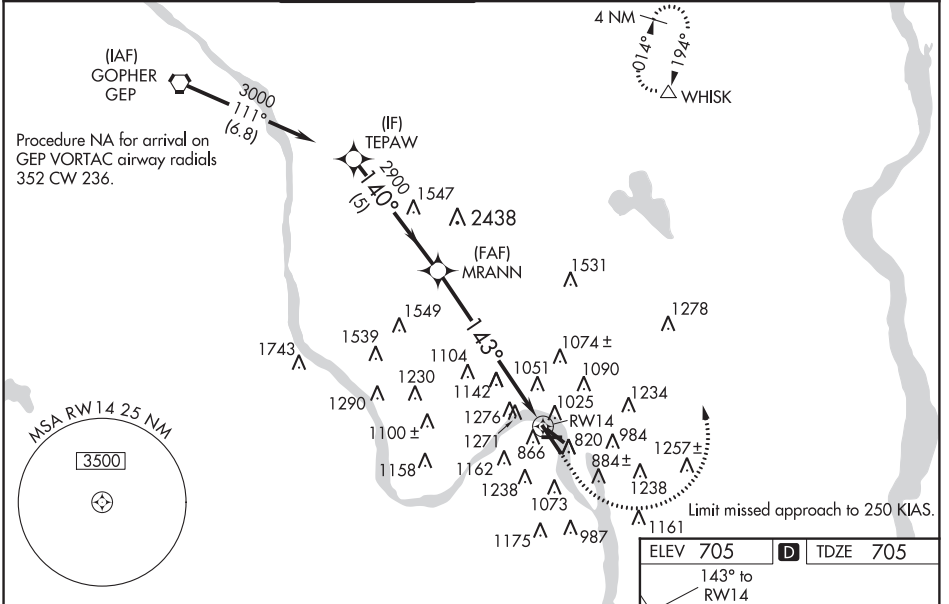 4 NM
014°
194°
WHISK
(IAF)
GOPHER
GEP
3000
111°
(6.8)
Procedure NA for arrival on
GEP VORTAC airway radials
352 CW 236.
(IF)
TEPAW
2900
140°
(5)
1547
2438
(FAF)
MRANN
1531
1278
1549
143°
1539
1743
1104
1074 ±
1051
1090
1142
1230
1290
1234
1276
1025
RW14
1100 ±
1271
866
820
984
1257 ±
1158
1162
884 ±
1238
1238
1073
MSA RW14 25 NM
3500
Limit missed approach to 250 KIAS.
1161
1175
987
ELEV 705 D TDZE 705
143° to
RW14